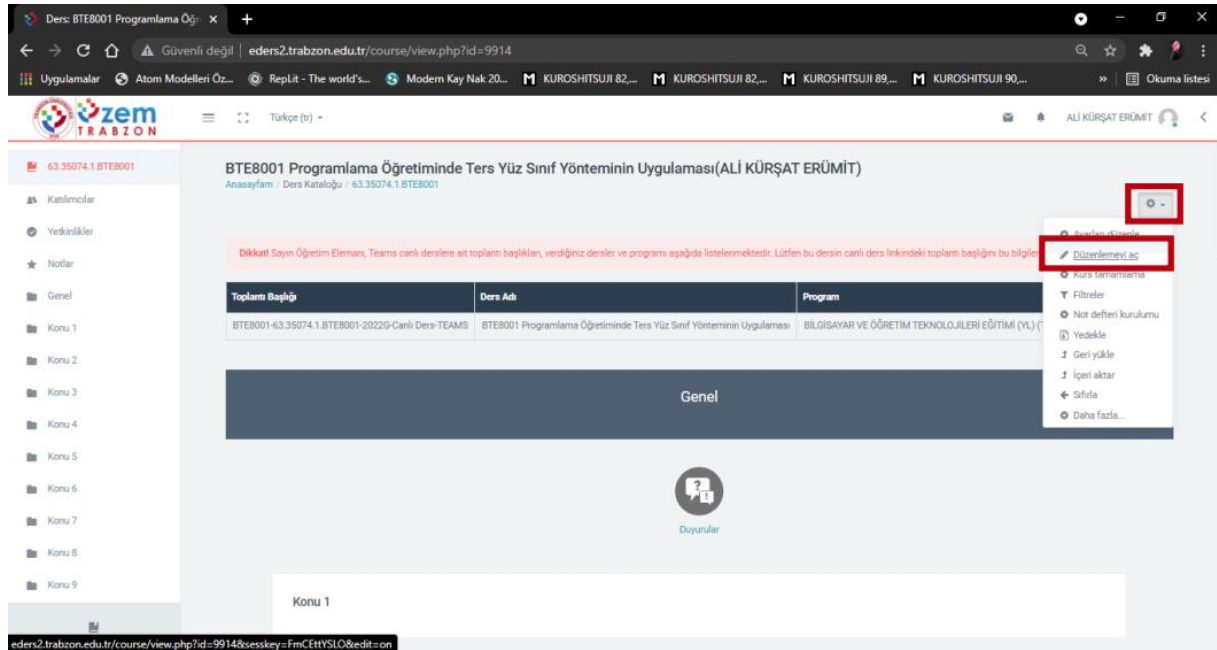 Ders: BTE8001 Programlama Öğr
Güvenli değil | eders2.trabzon.edu.tr/course/view.php?id=9914
Uygulamalar Atom Modelleri Öz... Repl.it - The world's... Modern Kay Nak 20... KUROSHITSUJI 82,... KUROSHITSUJI 82,... KUROSHITSUJI 89,... KUROSHITSUJI 90,... » Okuma listesi
özem
TRABZON
Türkçe (tr)
ALİ KÜRŞAT ERÜMİT
63.35074.1.BTE8001
Katılımcılar
Yetkinlikler
Notlar
Genel
Konu 1
Konu 2
Konu 3
Konu 4
Konu 5
Konu 6
Konu 7
Konu 8
Konu 9
BTE8001 Programlama Öğretiminde Ters Yüz Sınıf Yönteminin Uygulaması(ALİ KÜRŞAT ERÜMİT)
Anasayfam / Ders Kataloğu / 63.35074.1.BTE8001
Ayarları düzenle
Düzenlemeyi aç
Kurs tamamlama
Filtreler
Not defteri kurulumu
Yedekle
Geri yükle
İçeri aktar
Sıfırla
Daha fazla...
Dikkat! Sayın Öğretim Elemanı, Teams canlı derslere ait toplantı başlıkları, verdiğiniz dersler ve programı aşağıda listelenmektedir. Lütfen bu dersin canlı ders linkindeki toplantı başlığını bu bilgiler
Toplantı Başlığı Ders Adı Program
BTE8001-63.35074.1.BTE8001-2022G-Canlı Ders-TEAMS BTE8001 Programlama Öğretiminde Ters Yüz Sınıf Yönteminin Uygulaması BİLGİSAYAR VE ÖĞRETİM TEKNOLOJİLERİ EĞİTİMİ (YL) (
Genel
Duyurular
Konu 1
eders2.trabzon.edu.tr/course/view.php?id=9914&sesskey=FmCEttYSLO&edit=on